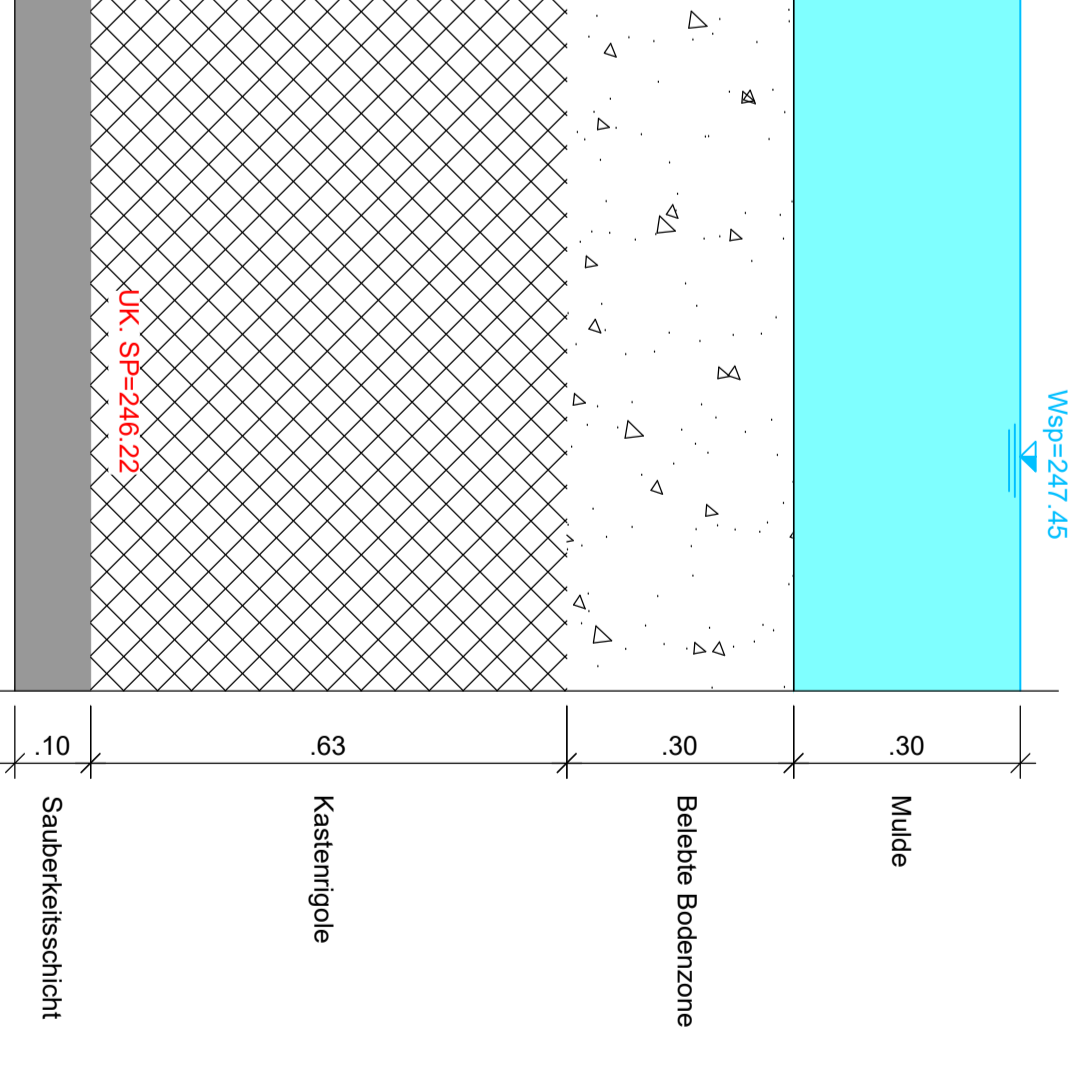 Wsp=247.45
UK. SP=246.22
.30
Mulde
.30
Belebte Bodenzone
.63
Kastenrigole
.10
Sauberkeitsschicht